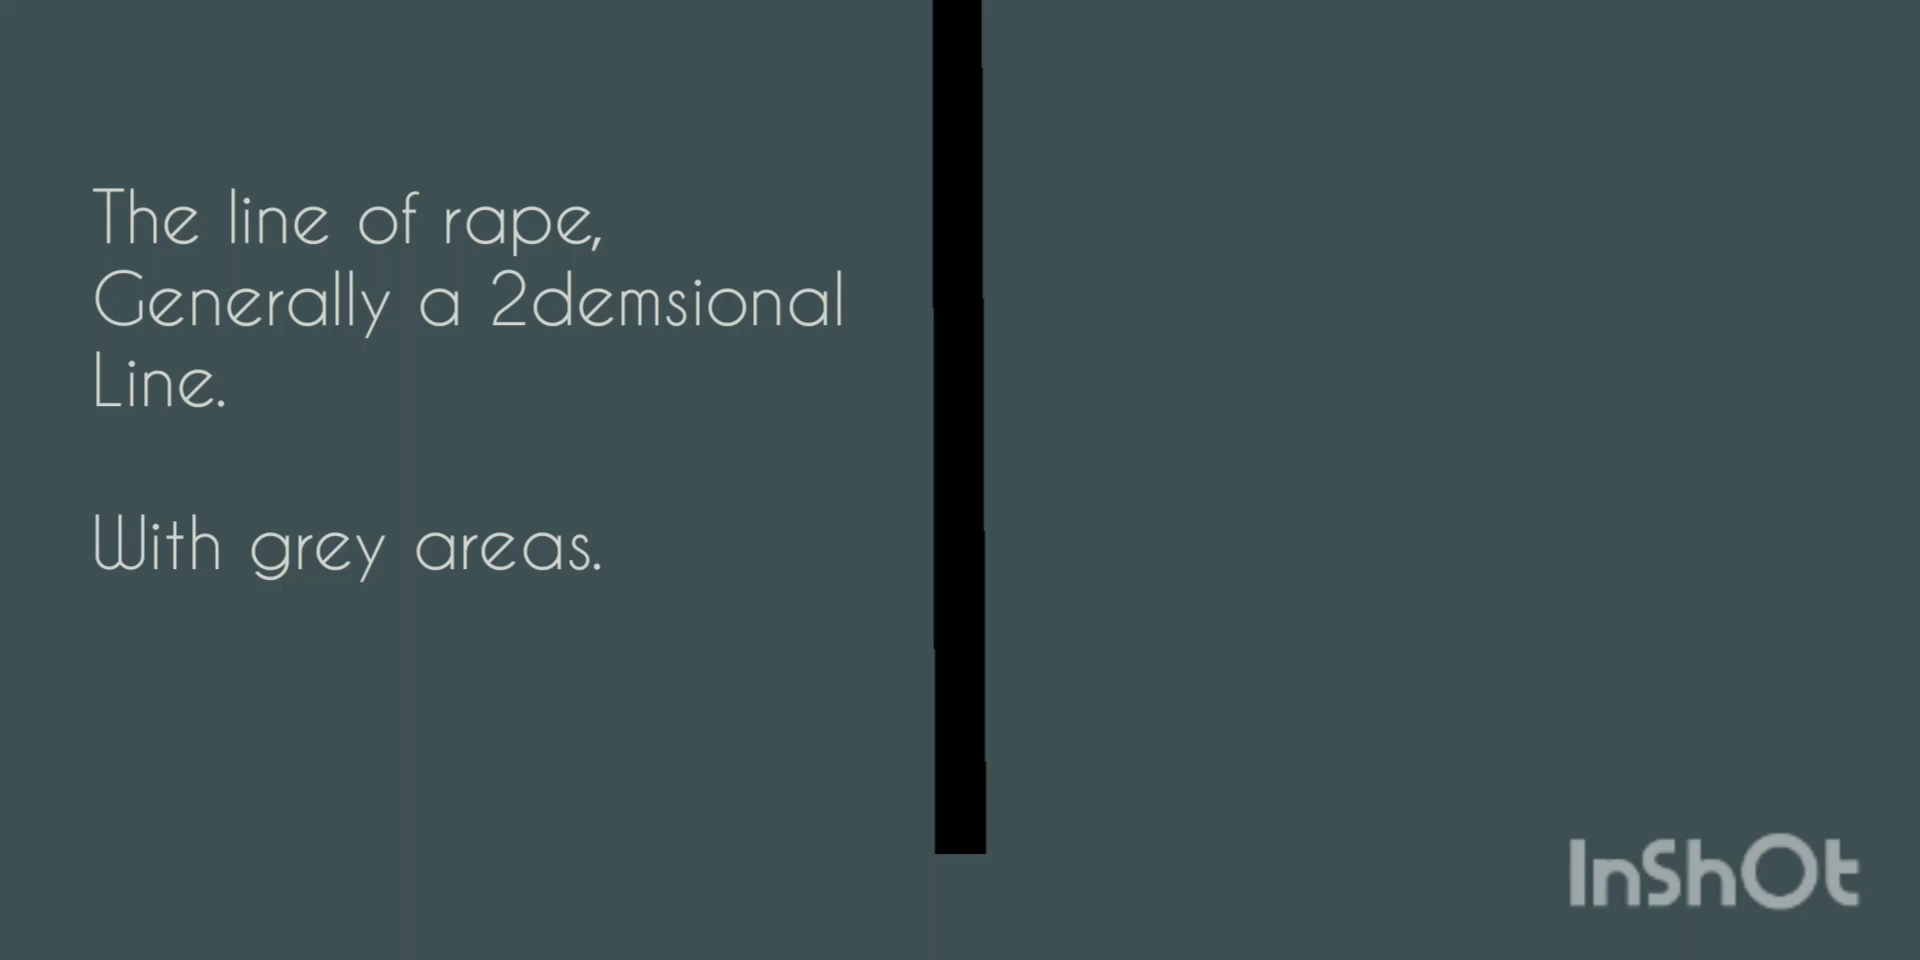 The line of rape,
Generally a 2demsional
Line.
With grey areas.
InShOt